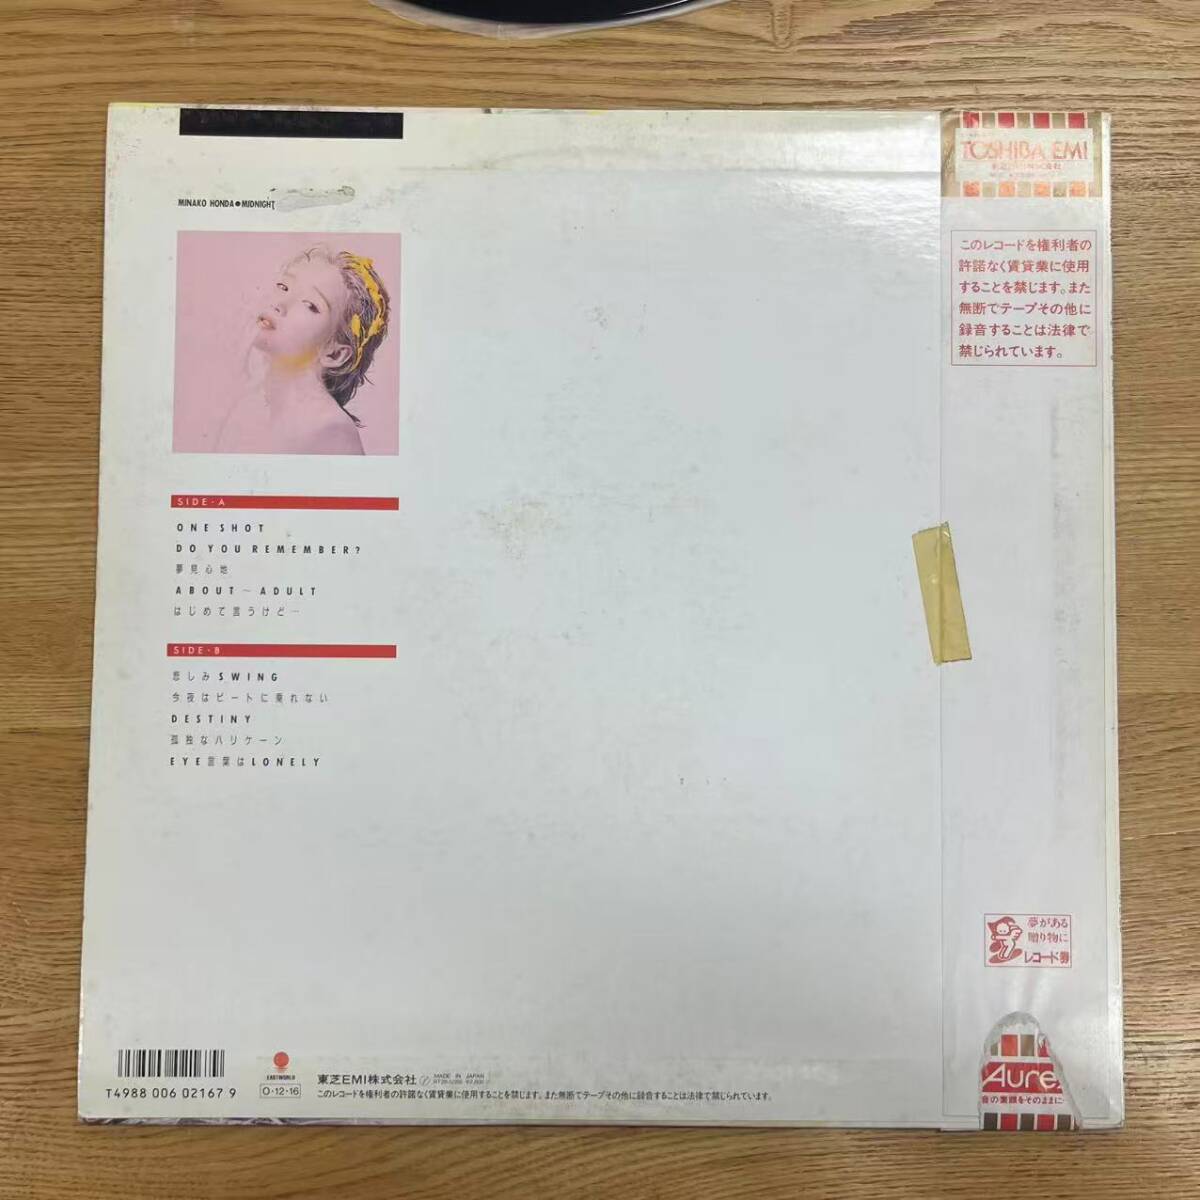 MINAKO HONDA●MIDNIGHT
SIDE-A
ONE SHOT
DO YOU REMEMBER?
夢見心地
ABOUT〜ADULT
はじめて言うけど…
SIDE-B
悲しみSWING
今夜はビートに乗れない
DESTINY
孤独なハリケーン
EYE言葉はLONELY
TOSHIBA EMI
このレコードを権利者の
許諾なく賃貸業に使用
することを禁じます。また
無断でテープその他に
録音することは法律で
禁じられています。
夢がある
贈り物に
レコード券
Aure
音の素顔をそのままに
T4988 006 02167 9
EASTWORLD
O・12・16
東芝EMI株式会社
MADE IN JAPAN
このレコードを権利者の許諾なく賃貸業に使用することを禁じます。また無断でテープその他に録音することは法律で禁じられています。